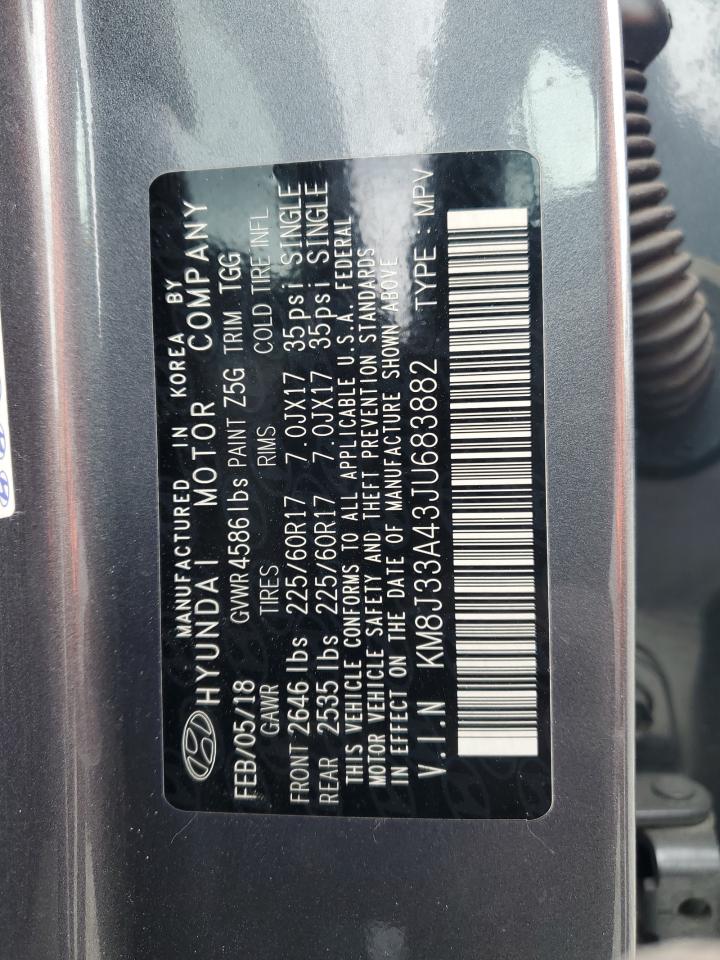 MANUFACTURED IN KOREA BY
HYUNDAI MOTOR COMPANY
FEB/05/18 GVWR 4586 lbs PAINT Z5G TRIM TGG
GAWR TIRES RIMS COLD TIRE INFL
FRONT 2646 lbs 225/60R17 7.0JX17 35psi SINGLE
REAR 2535 lbs 225/60R17 7.0JX17 35psi SINGLE
THIS VEHICLE CONFORMS TO ALL APPLICABLE U.S.A. FEDERAL
MOTOR VEHICLE SAFETY AND THEFT PREVENTION STANDARDS
IN EFFECT ON THE DATE OF MANUFACTURE SHOWN ABOVE
V.I.N KM8J33A43JU683882 TYPE : MPV